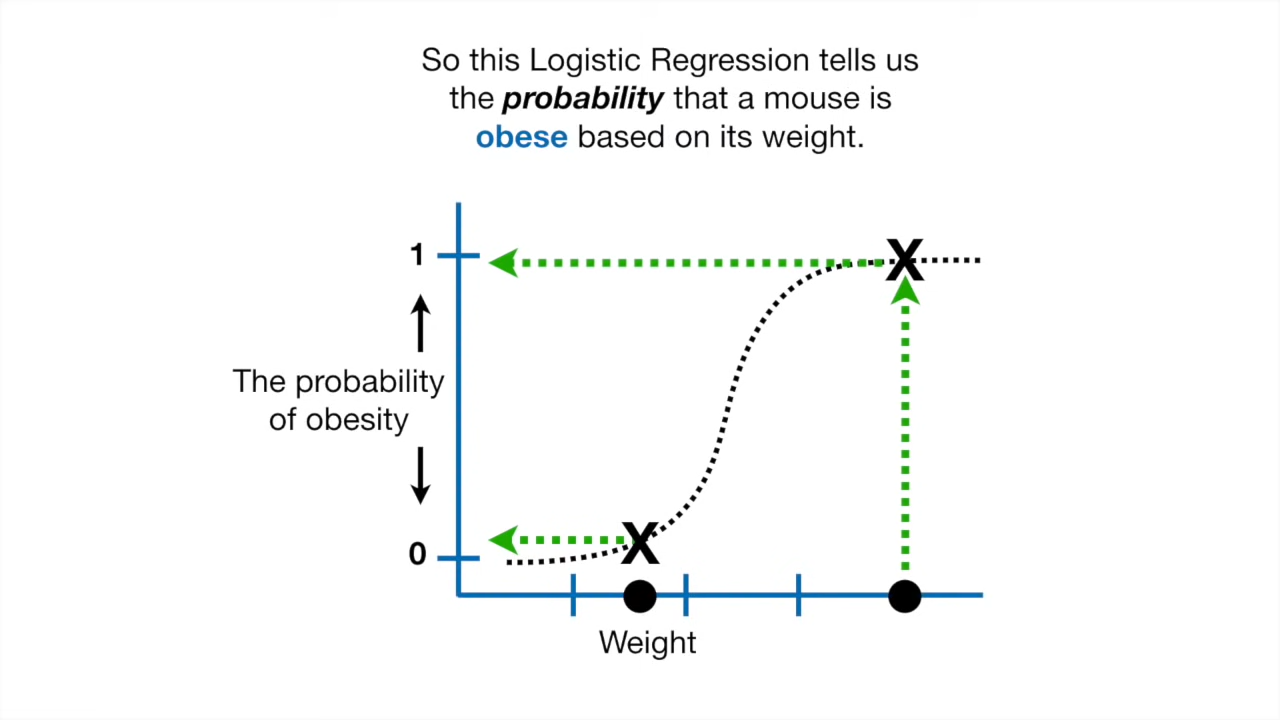 So this Logistic Regression tells us
the probability that a mouse is
obese based on its weight.
1
The probability
of obesity
0
X
X
Weight